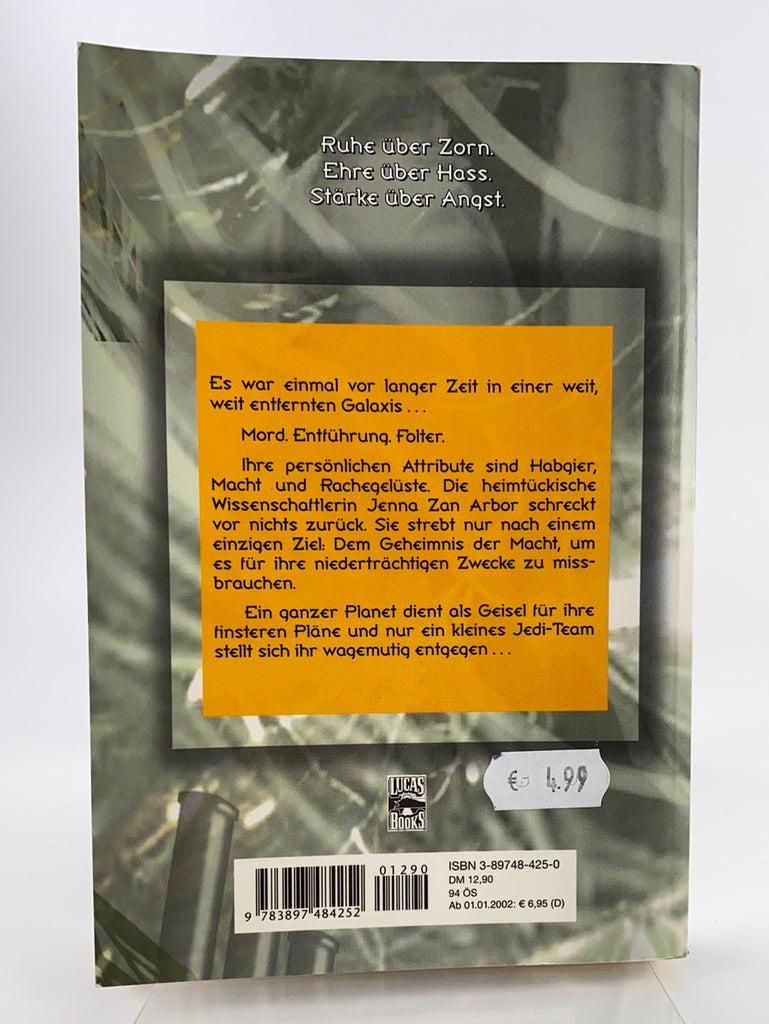 Ruhe über Zorn.
Ehre über Hass.
Stärke über Angst.
Es war einmal vor langer Zeit in einer weit,
weit entfernten Galaxis . . .
Mord. Entführung. Folter.
Ihre persönlichen Attribute sind Habgier,
Macht und Rachegelüste. Die heimtückische
Wissenschaftlerin Jenna Zan Arbor schreckt
vor nichts zurück. Sie strebt nur nach einem
einzigen Ziel: Dem Geheimnis der Macht, um
es für ihre niederträchtigen Zwecke zu miss-
brauchen.
Ein ganzer Planet dient als Geisel für ihre
finsteren Pläne und nur ein kleines Jedi-Team
stellt sich ihr wagemutig entgegen . . .
€ 4.99
LUCAS
BOOKS
01290
9 783897 484252
ISBN 3-89748-425-0
DM 12,90
94 ÖS
Ab 01.01.2002: € 6,95 (D)